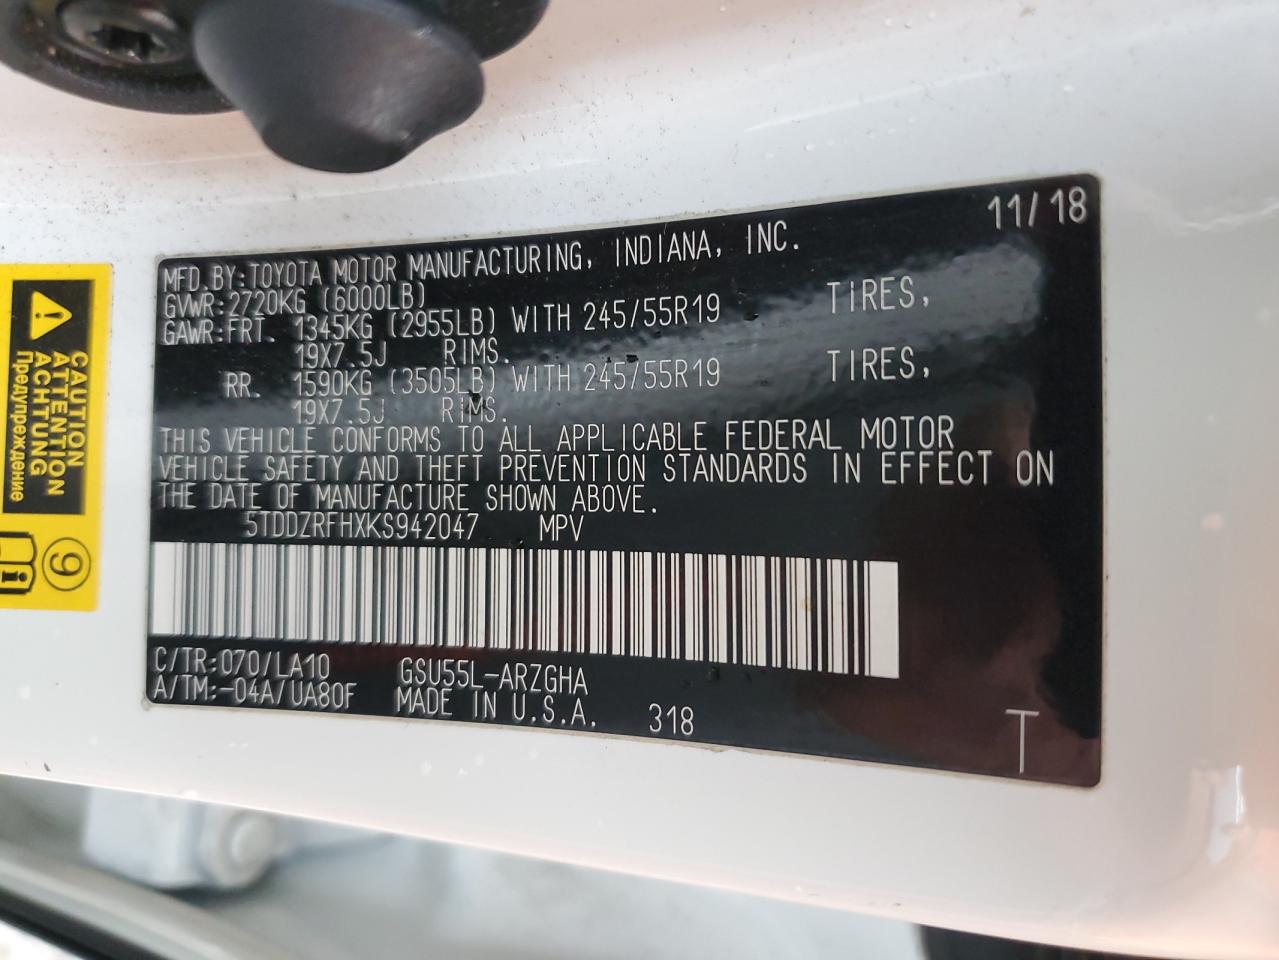 11/18
MFD.BY:TOYOTA MOTOR MANUFACTURING, INDIANA, INC.
GVWR:2720KG (6000LB)
GAWR:FRT. 1345KG (2955LB) WITH 245/55R19 TIRES,
19X7.5J RIMS.
RR. 1590KG (3505LB) WITH 245/55R19 TIRES,
19X7.5J RIMS.
THIS VEHICLE CONFORMS TO ALL APPLICABLE FEDERAL MOTOR
VEHICLE SAFETY AND THEFT PREVENTION STANDARDS IN EFFECT ON
THE DATE OF MANUFACTURE SHOWN ABOVE.
5TDDZRFHXKS942047 MPV
C/TR:070/LA10 GSU55L-ARZGHA
A/TM:-04A/UA80F MADE IN U.S.A. 318
T
CAUTION
ATTENTION
ACHTUNG
Предупреждение
9